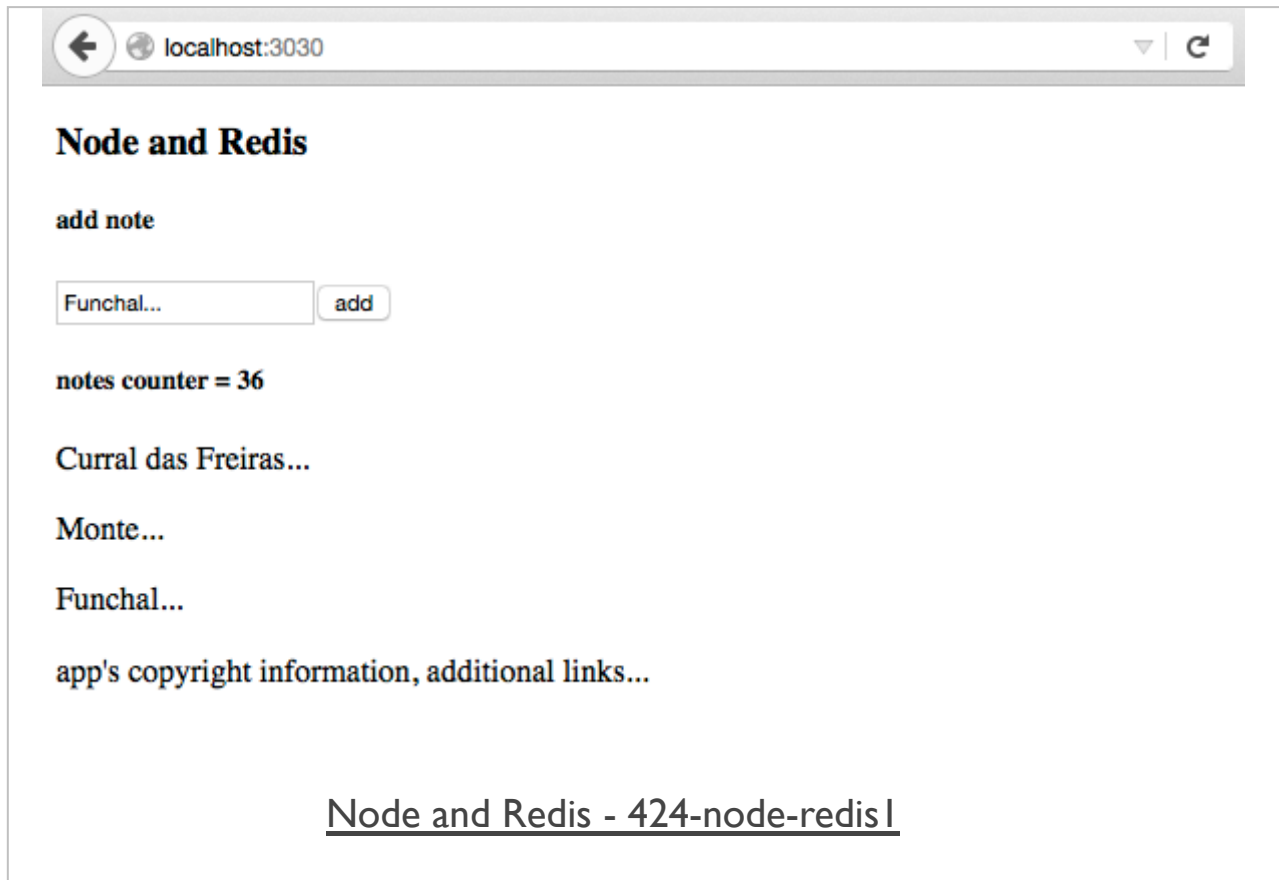 localhost:3030
Node and Redis
add note
Funchal...
add
notes counter = 36
Curral das Freiras...
Monte...
Funchal...
app's copyright information, additional links...
Node and Redis - 424-node-redis1